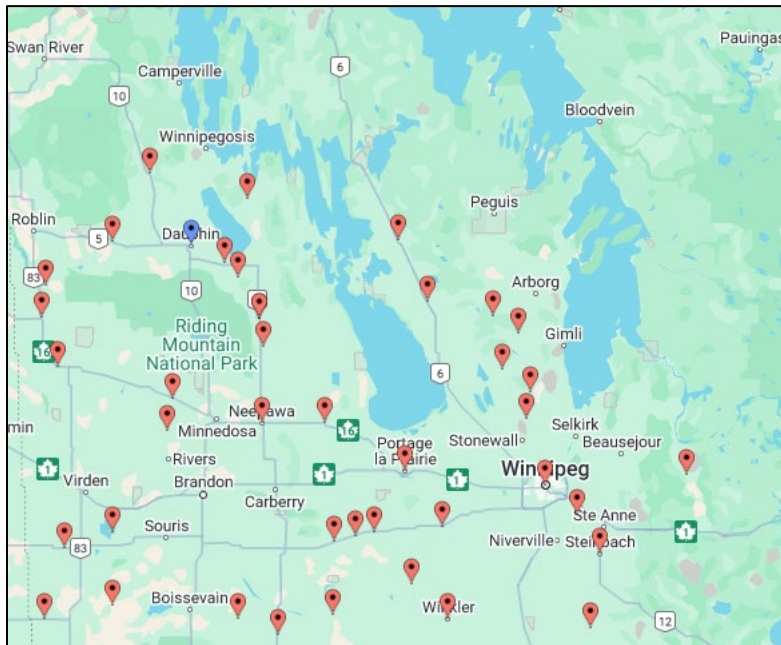 Swan River
Pauingas
6
Camperville
10
Bloodvein
Winnipegosis
Peguis
Roblin
5
Dauphin
83
10
Arborg
Riding
Mountain
National Park
Gimli
16
6
Neepawa
min
Minnedosa
16
Portage
la Prairie
Stonewall
Selkirk
Beausejour
Rivers
1
Virden
Brandon
Carberry
1
1
Winnipeg
Souris
83
Ste Anne
1
Niverville
Steinbach
Boissevain
Winkler
12